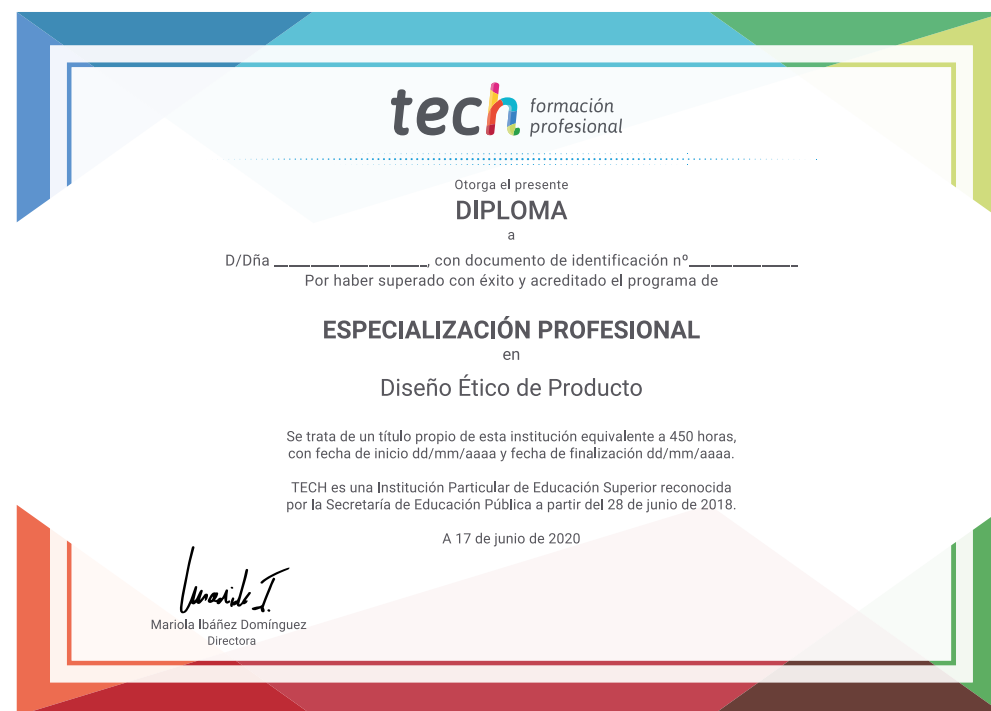 tech formación
profesional
Otorga el presente
DIPLOMA
a
D/Dña ____________________, con documento de identificación nº______________
Por haber superado con éxito y acreditado el programa de
ESPECIALIZACIÓN PROFESIONAL
en
Diseño Ético de Producto
Se trata de un título propio de esta institución equivalente a 450 horas,
con fecha de inicio dd/mm/aaaa y fecha de finalización dd/mm/aaaa.
TECH es una Institución Particular de Educación Superior reconocida
por la Secretaría de Educación Pública a partir del 28 de junio de 2018.
A 17 de junio de 2020
Mariola Ibáñez Domínguez
Directora